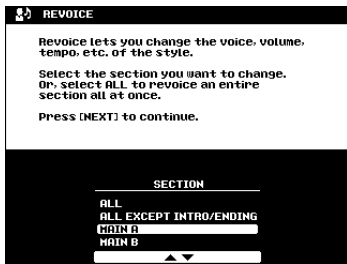 REVOICE
Revoice lets you change the voice, volume,
tempo, etc. of the style.
Select the section you want to change.
Or, select ALL to revoice an entire
section all at once.
Press [NEXT] to continue.
SECTION
ALL
ALL EXCEPT INTRO/ENDING
MAIN A
MAIN B